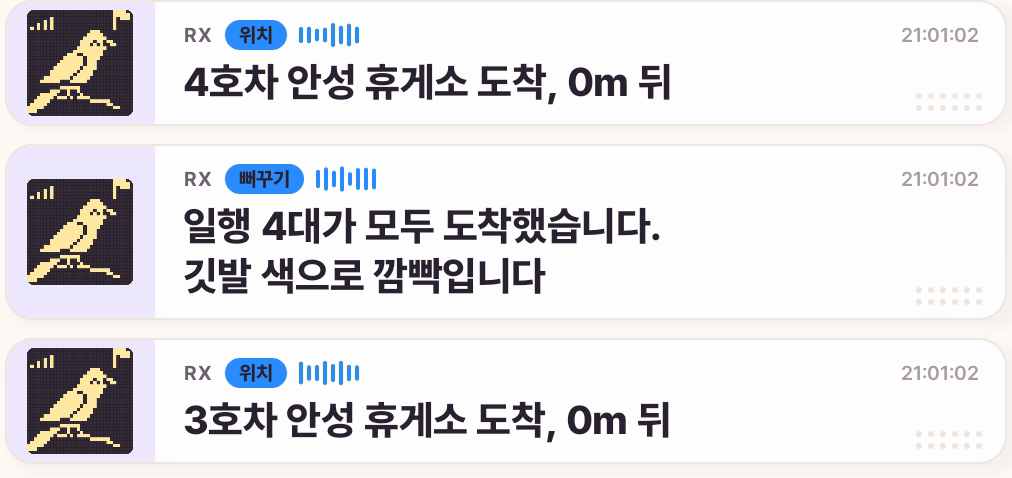 RX 위치 21:01:02
4호차 안성 휴게소 도착, 0m 뒤
RX 뻐꾸기 21:01:02
일행 4대가 모두 도착했습니다.
깃발 색으로 깜빡입니다
RX 위치 21:01:02
3호차 안성 휴게소 도착, 0m 뒤